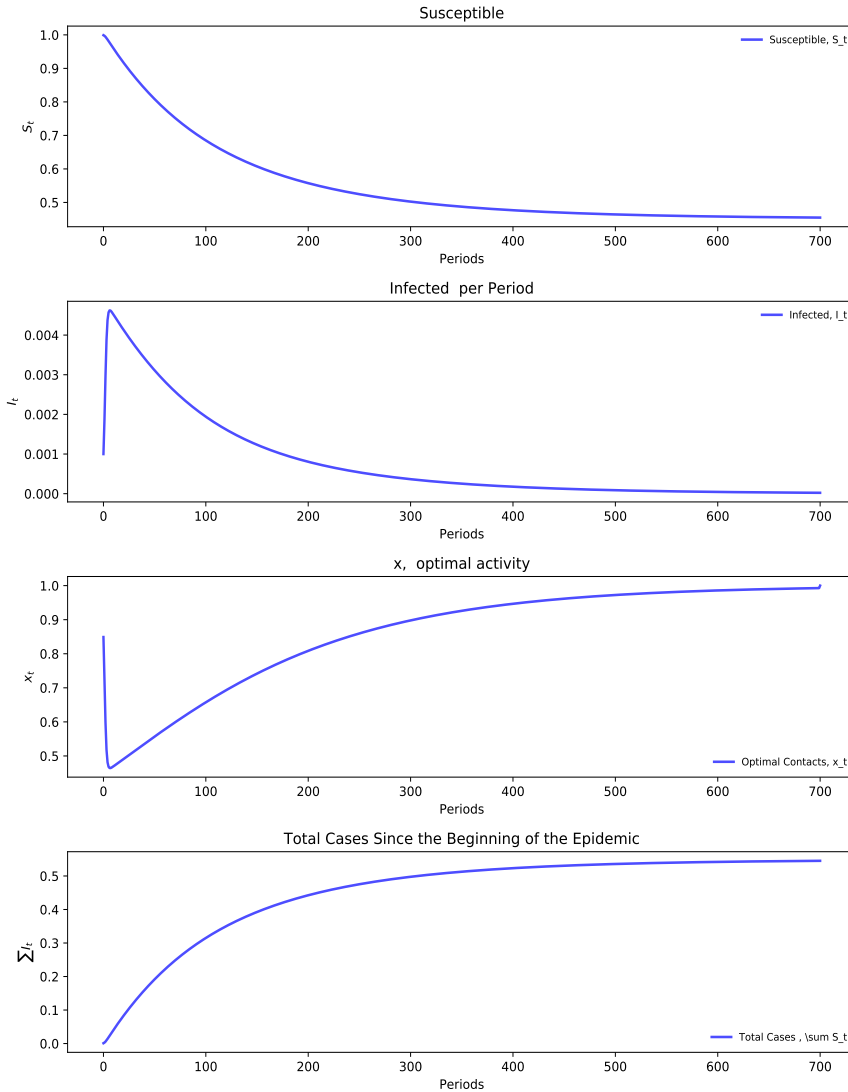 Susceptible
1.0
0.9
0.8
0.7
0.6
0.5
S_t
Susceptible, S_t
0 100 200 300 400 500 600 700
Periods
Infected  per Period
0.004
0.003
0.002
0.001
0.000
I_t
Infected, I_t
0 100 200 300 400 500 600 700
Periods
x,  optimal activity
1.0
0.9
0.8
0.7
0.6
0.5
x_t
Optimal Contacts, x_t
0 100 200 300 400 500 600 700
Periods
Total Cases Since the Beginning of the Epidemic
0.5
0.4
0.3
0.2
0.1
0.0
∑I_t
Total Cases , \sum S_t
0 100 200 300 400 500 600 700
Periods